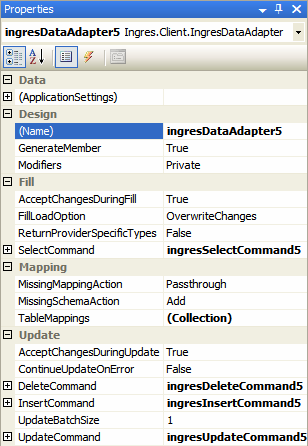 Properties
ingresDataAdapter5 Ingres.Client.IngresDataAdapter
Data
(ApplicationSettings)
Design
(Name) ingresDataAdapter5
GenerateMember True
Modifiers Private
Fill
AcceptChangesDuringFill True
FillLoadOption OverwriteChanges
ReturnProviderSpecificTypes False
SelectCommand ingresSelectCommand5
Mapping
MissingMappingAction Passthrough
MissingSchemaAction Add
TableMappings (Collection)
Update
AcceptChangesDuringUpdate True
ContinueUpdateOnError False
DeleteCommand ingresDeleteCommand5
InsertCommand ingresInsertCommand5
UpdateBatchSize 1
UpdateCommand ingresUpdateCommand5